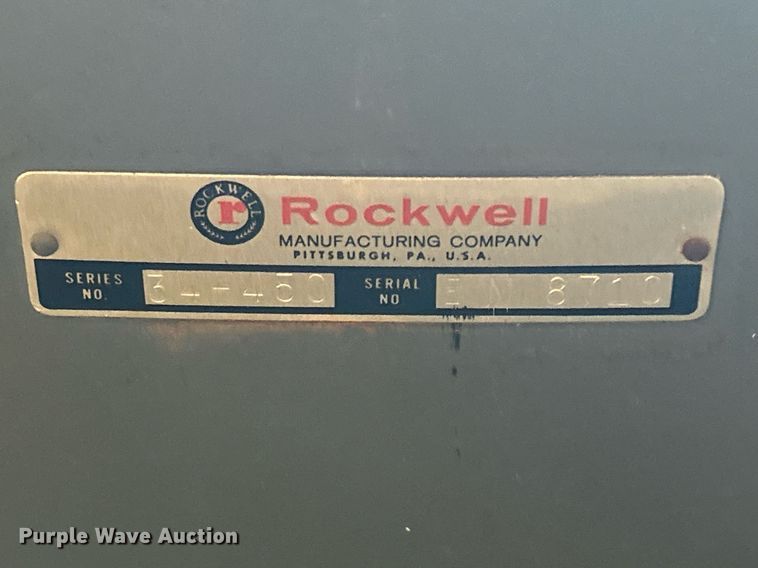 ROCKWELL
r
Rockwell
MANUFACTURING COMPANY
PITTSBURGH, PA., U.S.A.
SERIES NO. 34-450
SERIAL NO 8710
Purple Wave Auction